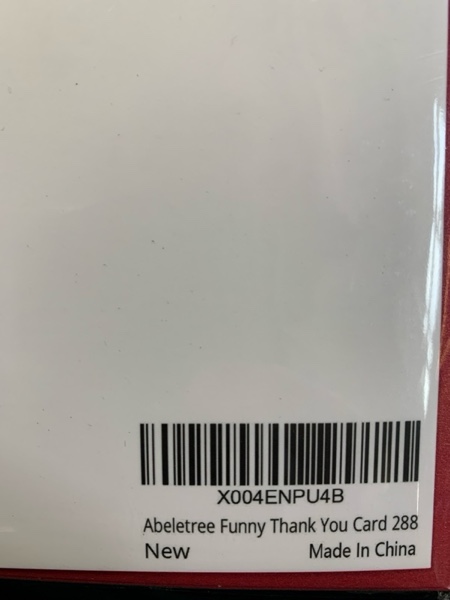 X004ENPU4B
Abeletree Funny Thank You Card 288
New Made In China